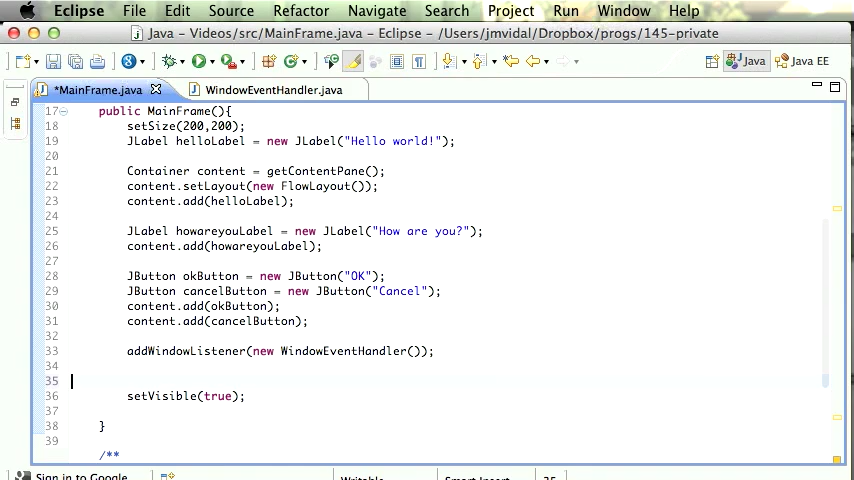 Eclipse File Edit Source Refactor Navigate Search Project Run Window Help
Java - Videos/src/MainFrame.java - Eclipse - /Users/jmvidal/Dropbox/progs/145-private
Java Java EE
*MainFrame.java WindowEventHandler.java
17 public MainFrame(){
18 setSize(200,200);
19 JLabel helloLabel = new JLabel("Hello world!");
20
21 Container content = getContentPane();
22 content.setLayout(new FlowLayout());
23 content.add(helloLabel);
24
25 JLabel howareyouLabel = new JLabel("How are you?");
26 content.add(howareyouLabel);
27
28 JButton okButton = new JButton("OK");
29 JButton cancelButton = new JButton("Cancel");
30 content.add(okButton);
31 content.add(cancelButton);
32
33 addWindowListener(new WindowEventHandler());
34
35
36 setVisible(true);
37
38 }
39
/**
Sign in to Google... Writable Smart Insert 35